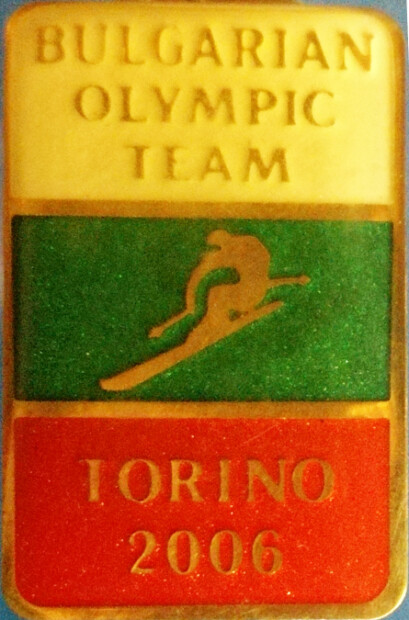 BULGARIAN
OLYMPIC
TEAM
TORINO
2006